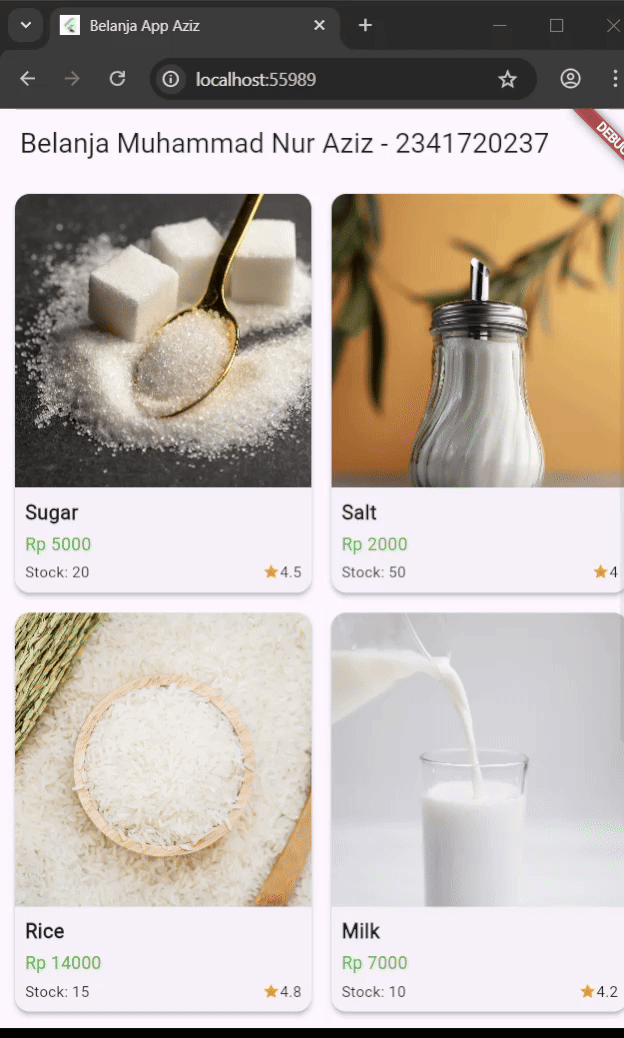 Belanja App Aziz
localhost:55989
Belanja Muhammad Nur Aziz - 2341720237
Sugar
Rp 5000
Stock: 20
4.5
Salt
Rp 2000
Stock: 50
4
Rice
Rp 14000
Stock: 15
4.8
Milk
Rp 7000
Stock: 10
4.2